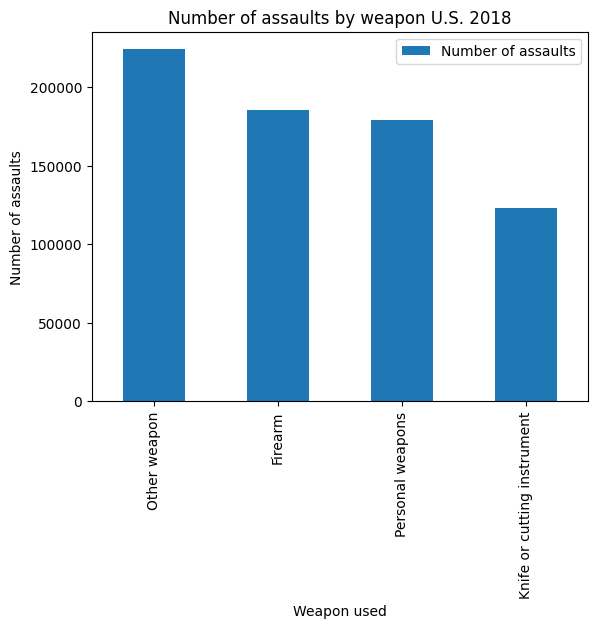 Number of assaults by weapon U.S. 2018
Number of assaults
Number of assaults
200000
150000
100000
50000
0
Other weapon
Firearm
Personal weapons
Knife or cutting instrument
Weapon used